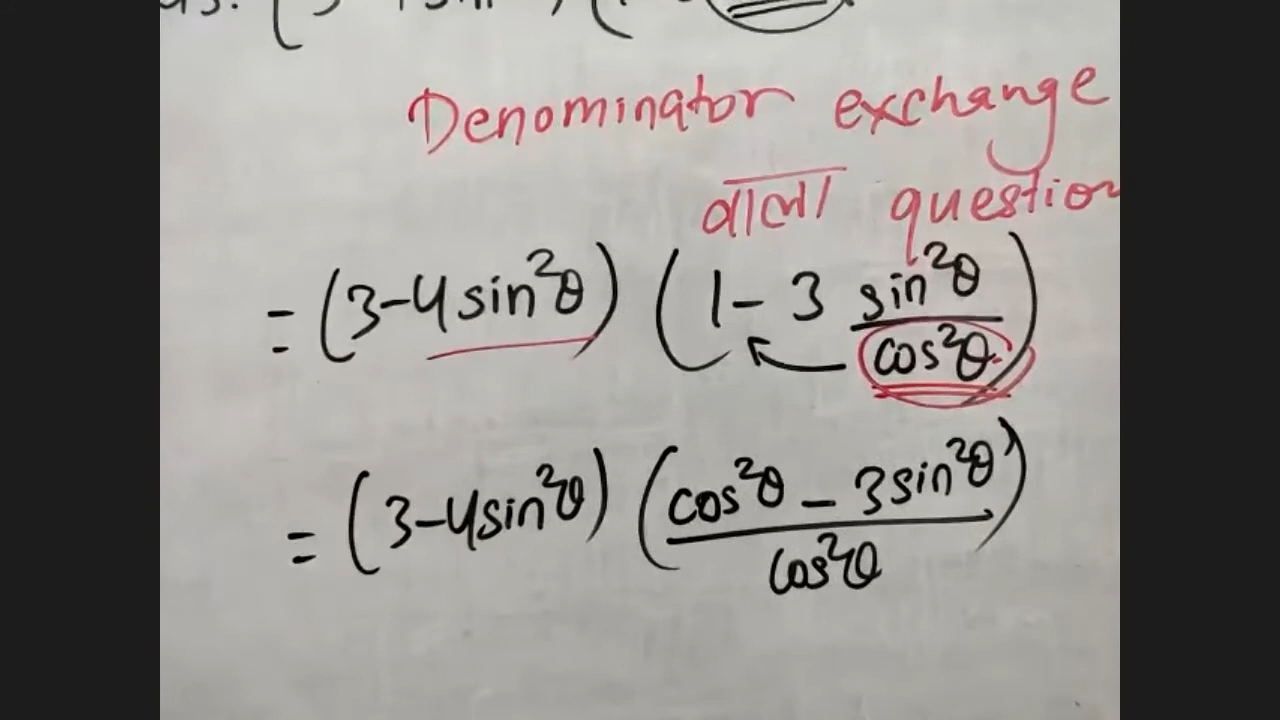 Denominator exchange
वाला question
= (3-4sin²θ) (1 - 3 sin²θ/cos²θ)
= (3-4sin²θ) (cos²θ - 3sin²θ/cos²θ)